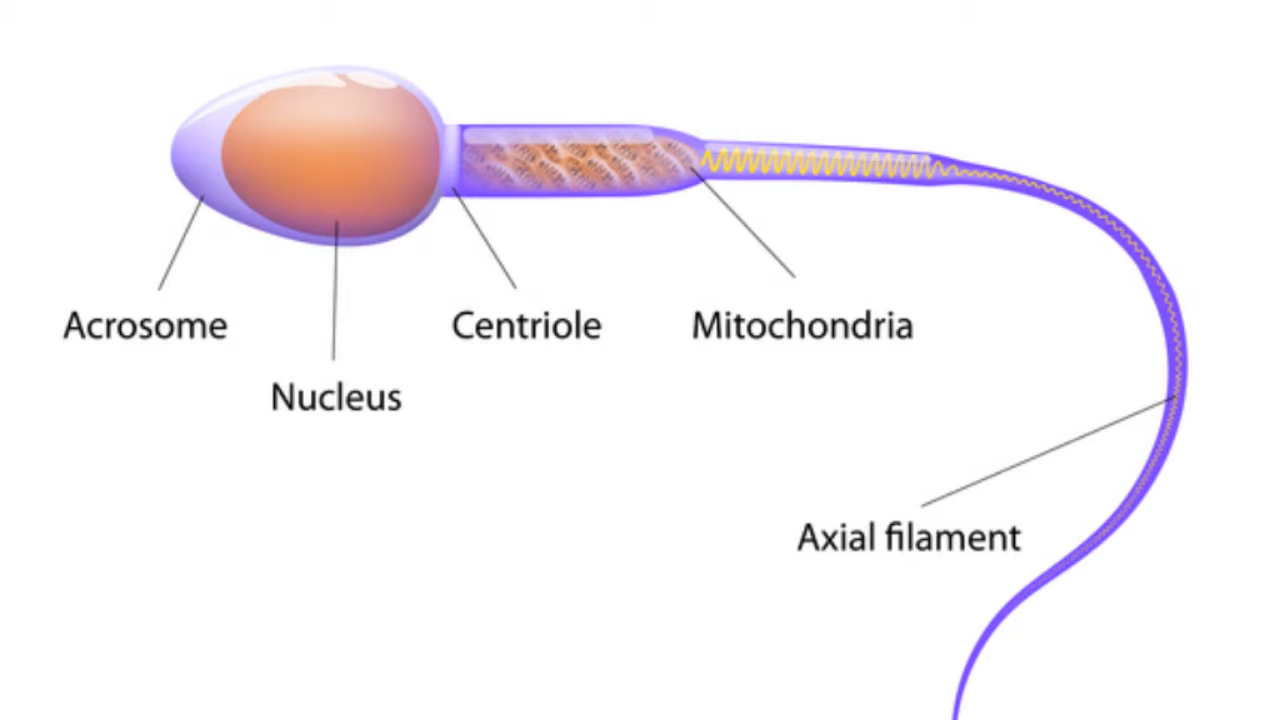 Acrosome
Centriole
Mitochondria
Nucleus
Axial filament